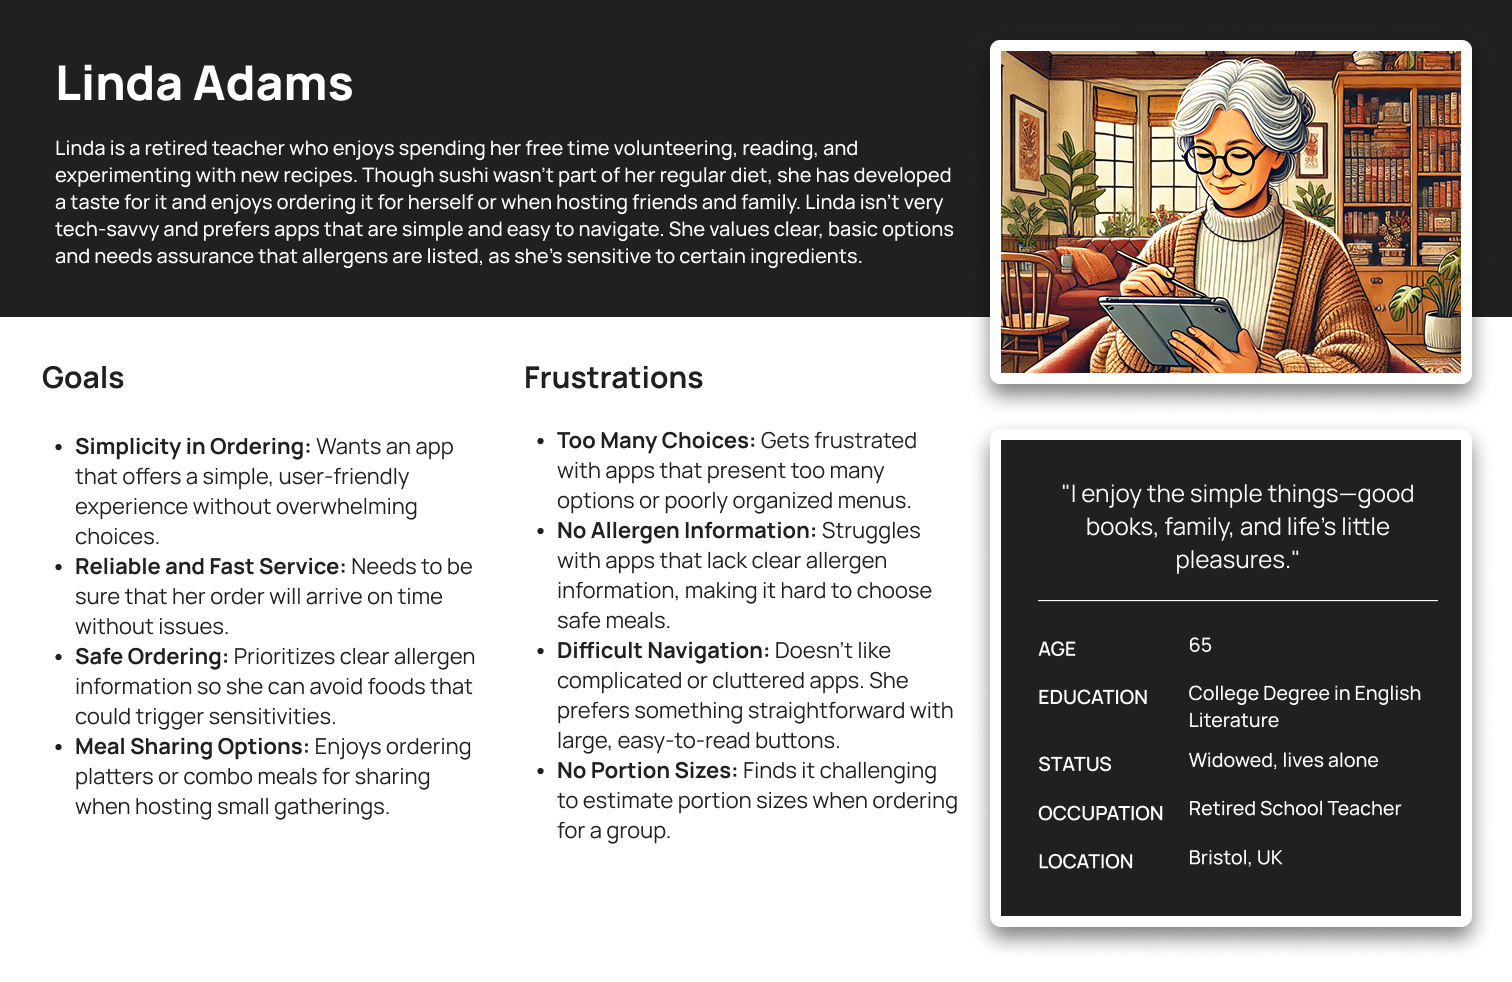 Linda Adams
Linda is a retired teacher who enjoys spending her free time volunteering, reading, and
experimenting with new recipes. Though sushi wasn't part of her regular diet, she has developed
a taste for it and enjoys ordering it for herself or when hosting friends and family. Linda isn't very
tech-savvy and prefers apps that are simple and easy to navigate. She values clear, basic options
and needs assurance that allergens are listed, as she's sensitive to certain ingredients.
Goals
• Simplicity in Ordering: Wants an app
that offers a simple, user-friendly
experience without overwhelming
choices.
• Reliable and Fast Service: Needs to be
sure that her order will arrive on time
without issues.
• Safe Ordering: Prioritizes clear allergen
information so she can avoid foods that
could trigger sensitivities.
• Meal Sharing Options: Enjoys ordering
platters or combo meals for sharing
when hosting small gatherings.
Frustrations
• Too Many Choices: Gets frustrated
with apps that present too many
options or poorly organized menus.
• No Allergen Information: Struggles
with apps that lack clear allergen
information, making it hard to choose
safe meals.
• Difficult Navigation: Doesn't like
complicated or cluttered apps. She
prefers something straightforward with
large, easy-to-read buttons.
• No Portion Sizes: Finds it challenging
to estimate portion sizes when ordering
for a group.
"I enjoy the simple things—good
books, family, and life's little
pleasures."
AGE 65
EDUCATION College Degree in English
Literature
STATUS Widowed, lives alone
OCCUPATION Retired School Teacher
LOCATION Bristol, UK